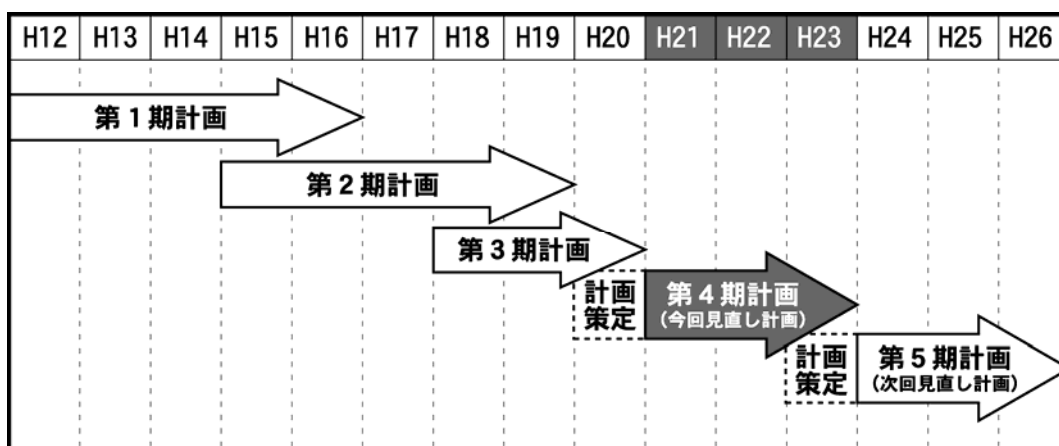 H12 H13 H14 H15 H16 H17 H18 H19 H20 H21 H22 H23 H24 H25 H26
第1期計画
第2期計画
第3期計画
計画
策定
第4期計画
(今回見直し計画)
計画
策定
第5期計画
(次回見直し計画)